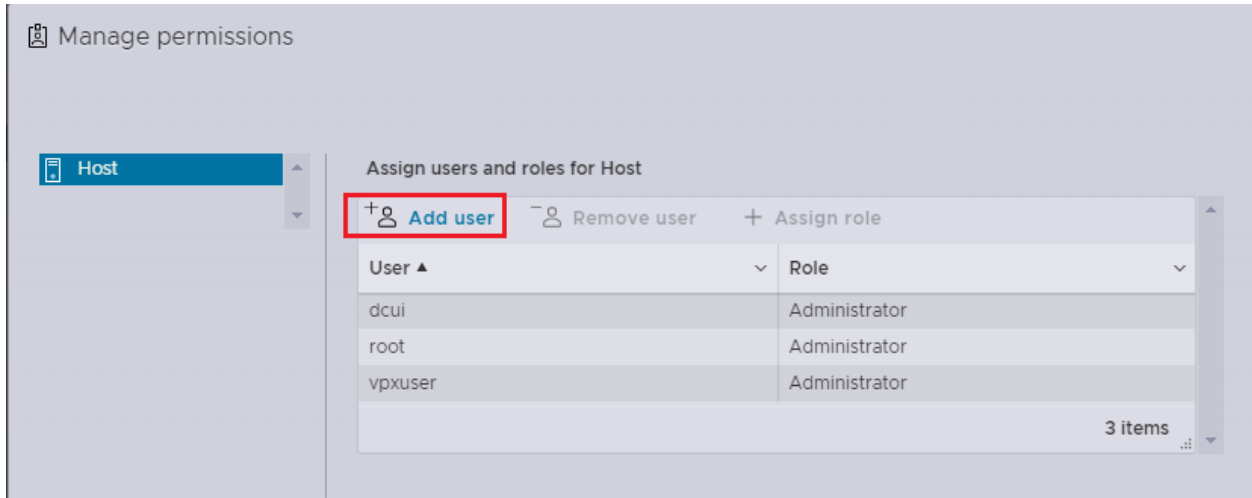 Manage permissions
Host
Assign users and roles for Host
Add user Remove user Assign role
User Role
dcui Administrator
root Administrator
vpxuser Administrator
3 items